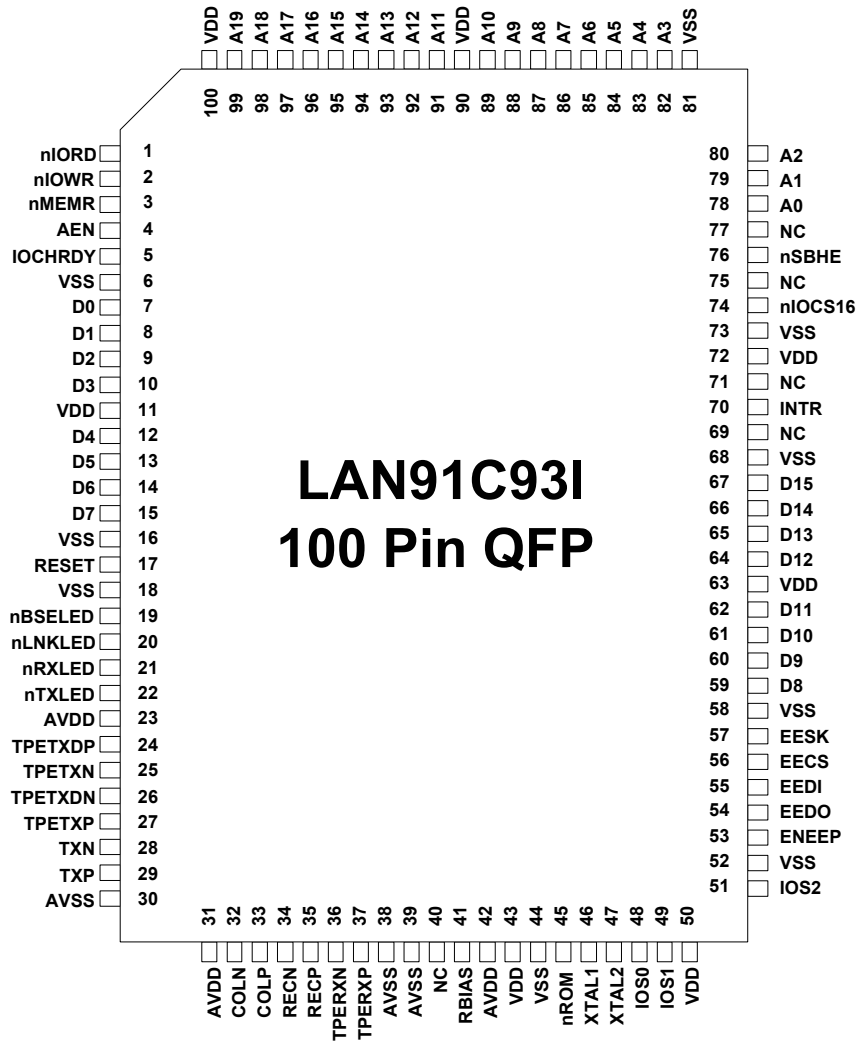 VDD A19 A18 A17 A16 A15 A14 A13 A12 A11 VDD A10 A9 A8 A7 A6 A5 A4 A3 VSS
100 99 98 97 96 95 94 93 92 91 90 89 88 87 86 85 84 83 82 81
nIORD 1
nIOWR 2
nMEMR 3
AEN 4
IOCHRDY 5
VSS 6
D0 7
D1 8
D2 9
D3 10
VDD 11
D4 12
D5 13
D6 14
D7 15
VSS 16
RESET 17
VSS 18
nBSELED 19
nLNKLED 20
nRXLED 21
nTXLED 22
AVDD 23
TPETXDP 24
TPETXN 25
TPETXDN 26
TPETXP 27
TXN 28
TXP 29
AVSS 30
LAN91C93I
100 Pin QFP
80 A2
79 A1
78 A0
77 NC
76 nSBHE
75 NC
74 nIOCS16
73 VSS
72 VDD
71 NC
70 INTR
69 NC
68 VSS
67 D15
66 D14
65 D13
64 D12
63 VDD
62 D11
61 D10
60 D9
59 D8
58 VSS
57 EESK
56 EECS
55 EEDI
54 EEDO
53 ENEEP
52 VSS
51 IOS2
31 32 33 34 35 36 37 38 39 40 41 42 43 44 45 46 47 48 49 50
AVDD COLN COLP RECN RECP TPERXN TPERXP AVSS AVSS NC RBIAS AVDD VDD VSS nROM XTAL1 XTAL2 IOS0 IOS1 VDD